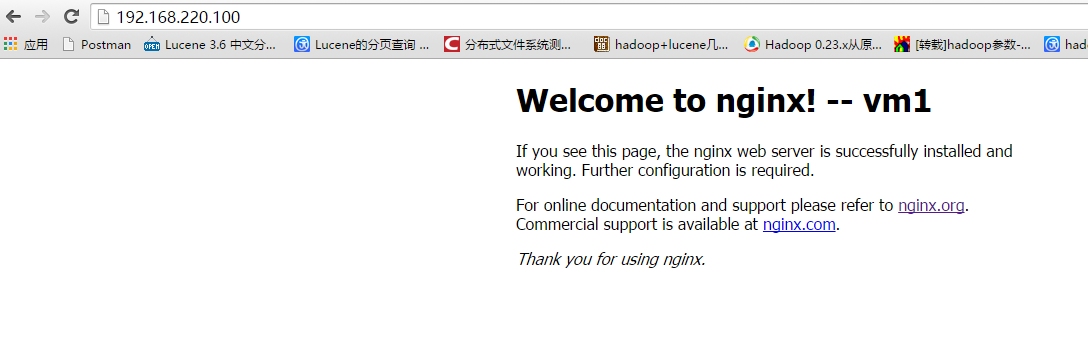 192.168.220.100
应用 Postman Lucene 3.6 中文分... Lucene的分页查询 ... 分布式文件系统测... hadoop+lucene几... Hadoop 0.23.x从原... [转载]hadoop参数-... had
Welcome to nginx! -- vm1
If you see this page, the nginx web server is successfully installed and
working. Further configuration is required.
For online documentation and support please refer to nginx.org.
Commercial support is available at nginx.com.
Thank you for using nginx.